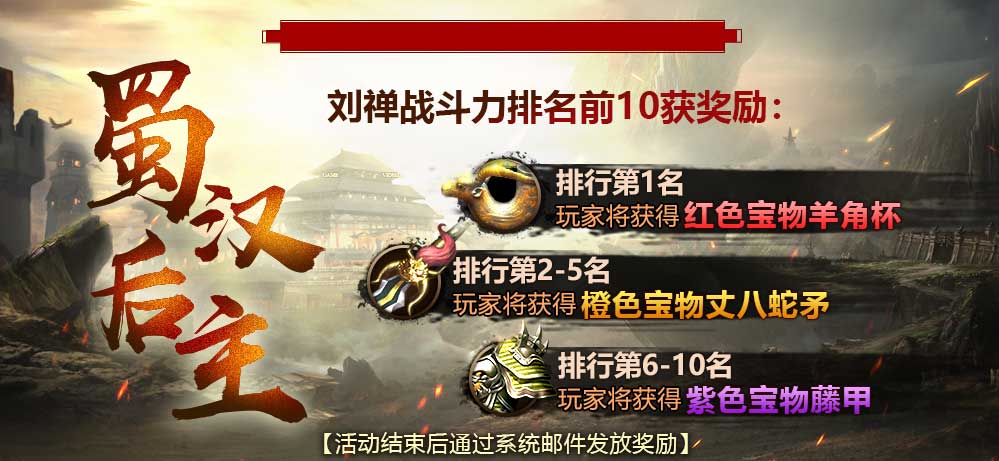 蜀汉后主
刘禅战斗力排名前10获奖励：
GAME VIDEO
排行第1名
玩家将获得 红色宝物羊角杯
排行第2-5名
玩家将获得 橙色宝物丈八蛇矛
排行第6-10名
玩家将获得 紫色宝物藤甲
【活动结束后通过系统邮件发放奖励】